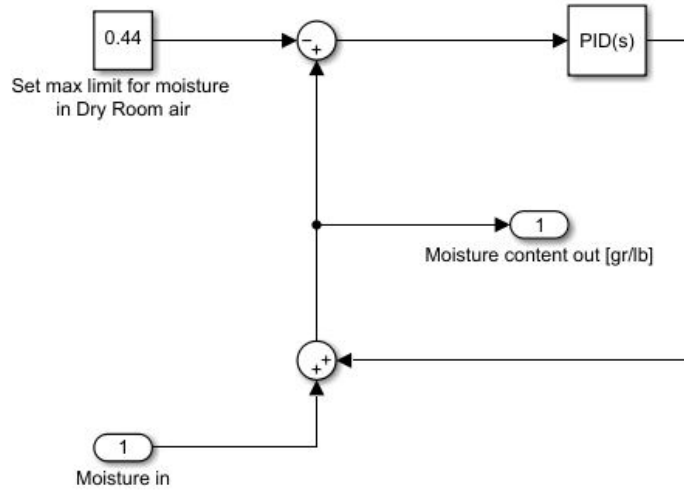 0.44
- +
PID(s)
Set max limit for moisture
in Dry Room air
1
Moisture content out [gr/lb]
+ +
1
Moisture in